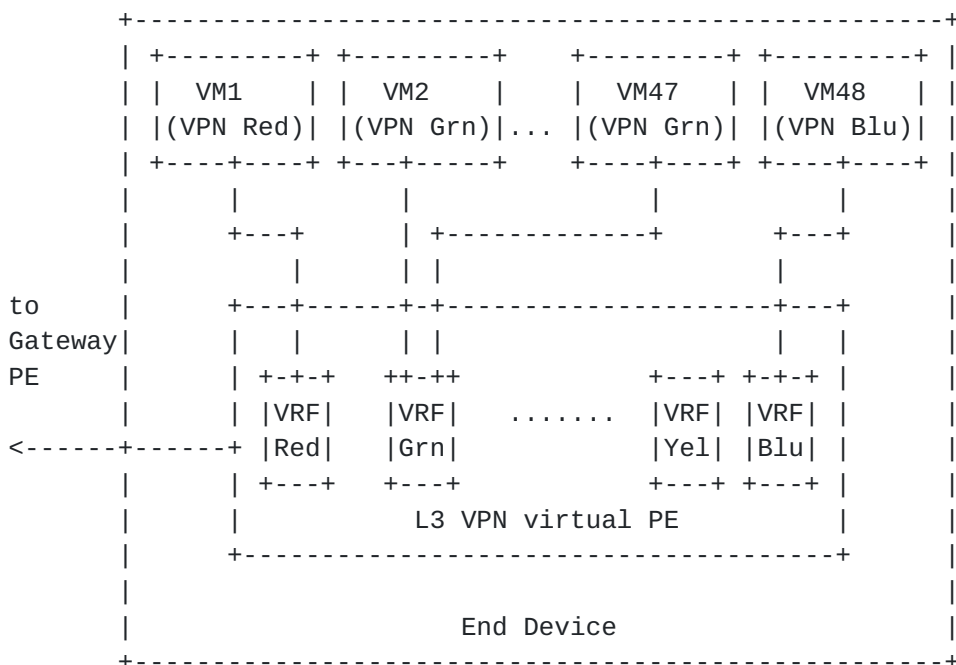 VM1 VM2 VM47 VM48
(VPN Red) (VPN Grn) ... (VPN Grn) (VPN Blu)
to
Gateway
PE
VRF VRF ....... VRF VRF
Red Grn Yel Blu
L3 VPN virtual PE
End Device